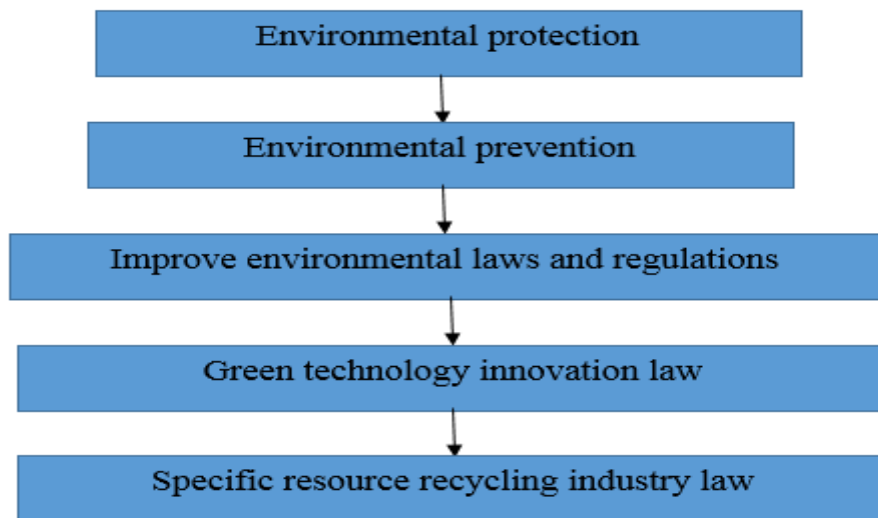 Environmental protection
Environmental prevention
Improve environmental laws and regulations
Green technology innovation law
Specific resource recycling industry law